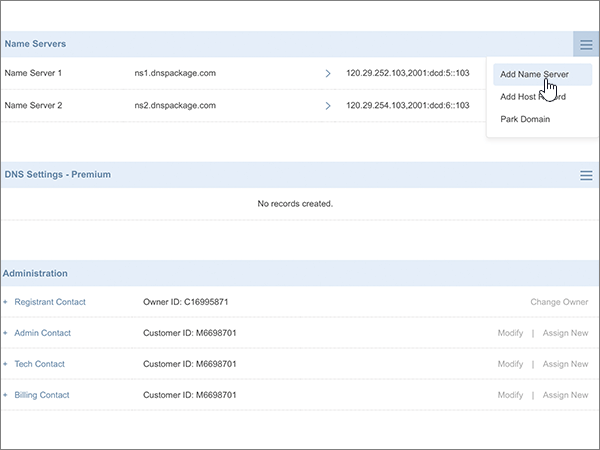 Name Servers
Name Server 1 ns1.dnspackage.com 120.29.252.103,2001:dcd:5::103
Name Server 2 ns2.dnspackage.com 120.29.254.103,2001:dcd:6::103
Add Name Server
Add Host
Park Domain
DNS Settings - Premium
No records created.
Administration
Registrant Contact Owner ID: C16995871 Change Owner
Admin Contact Customer ID: M6698701 Modify | Assign New
Tech Contact Customer ID: M6698701 Modify | Assign New
Billing Contact Customer ID: M6698701 Modify | Assign New